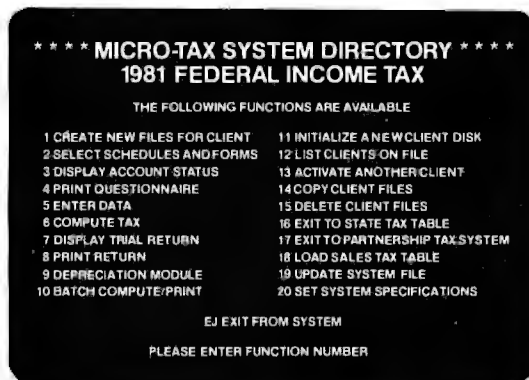 * * * * MICRO-TAX SYSTEM DIRECTORY * * * *
1981 FEDERAL INCOME TAX
THE FOLLOWING FUNCTIONS ARE AVAILABLE
1 CREATE NEW FILES FOR CLIENT
2 SELECT SCHEDULES AND FORMS
3 DISPLAY ACCOUNT STATUS
4 PRINT QUESTIONNAIRE
5 ENTER DATA
6 COMPUTE TAX
7 DISPLAY TRIAL RETURN
8 PRINT RETURN
9 DEPRECIATION MODULE
10 BATCH COMPUTE/PRINT
11 INITIALIZE A NEW CLIENT DISK
12 LIST CLIENTS ON FILE
13 ACTIVATE ANOTHER CLIENT
14 COPY CLIENT FILES
15 DELETE CLIENT FILES
16 EXIT TO STATE TAX TABLE
17 EXIT TO PARTNERSHIP TAX SYSTEM
18 LOAD SALES TAX TABLE
19 UPDATE SYSTEM FILE
20 SET SYSTEM SPECIFICATIONS
EJ EXIT FROM SYSTEM
PLEASE ENTER FUNCTION NUMBER